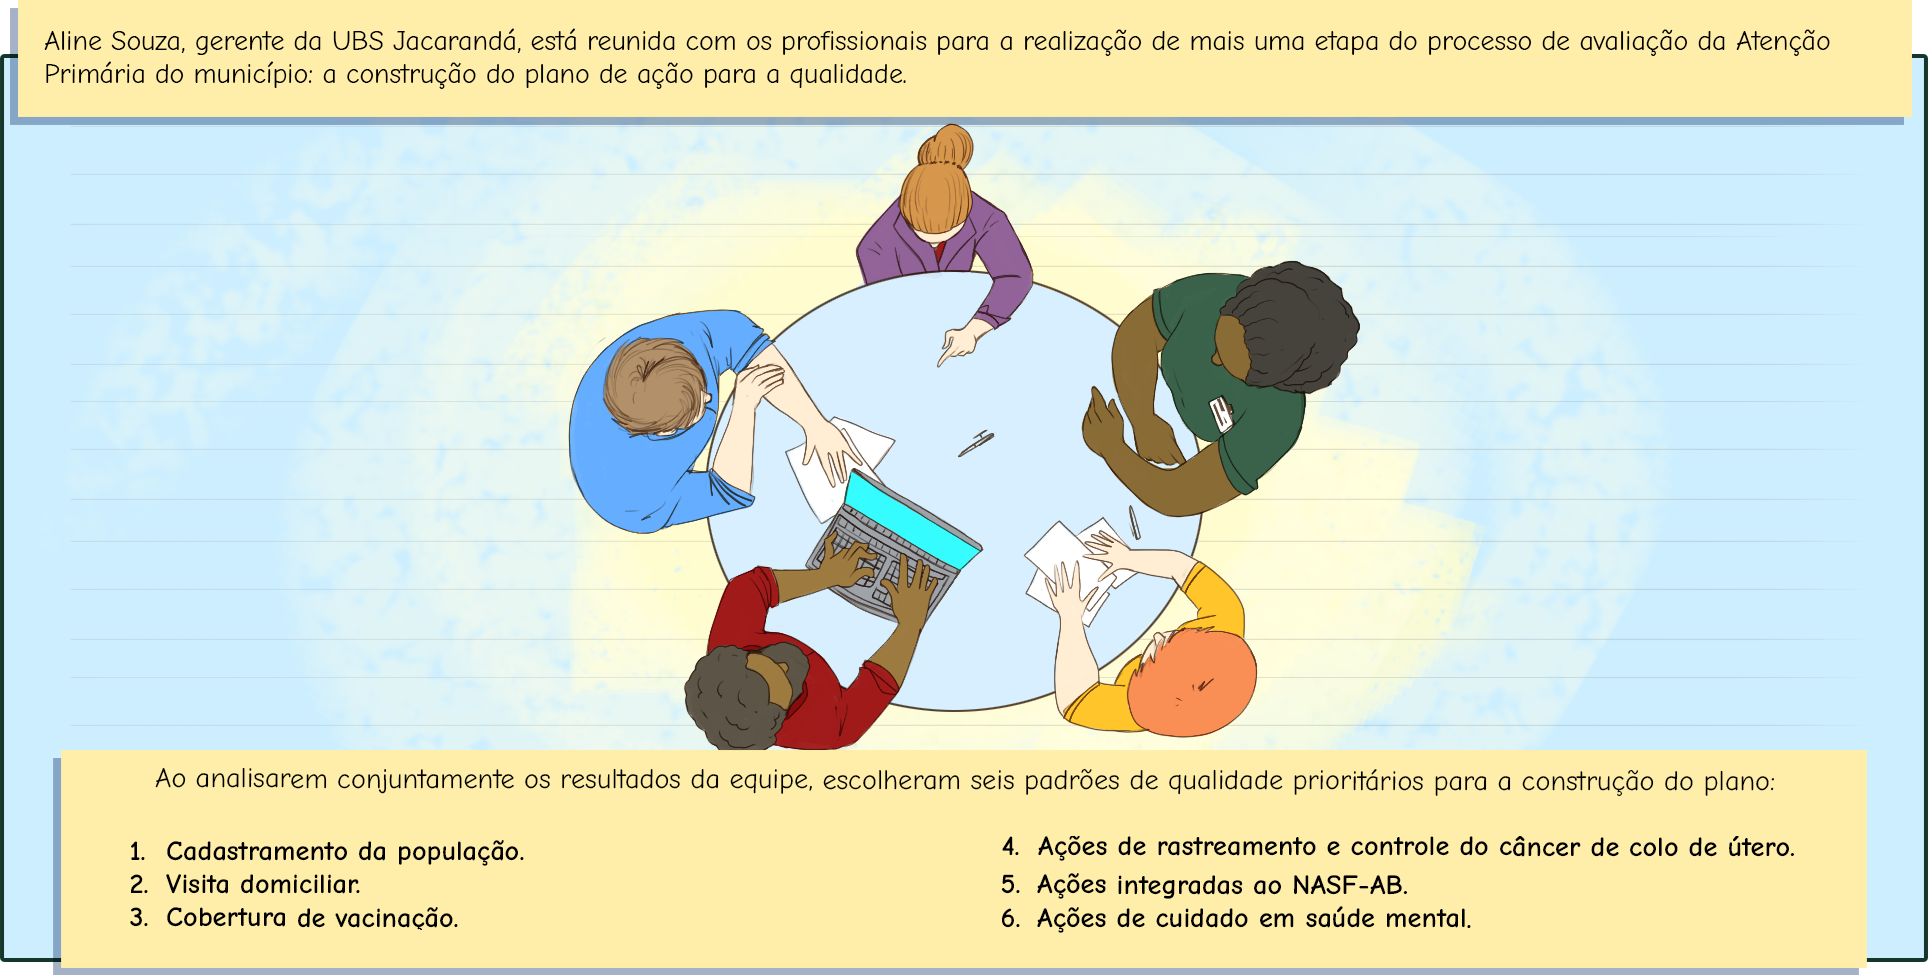 Aline Souza, gerente da UBS Jacarandá, está reunida com os profissionais para a realização de mais uma etapa do processo de avaliação da Atenção
Primária do município: a construção do plano de ação para a qualidade.
Ao analisarem conjuntamente os resultados da equipe, escolheram seis padrões de qualidade prioritários para a construção do plano:
1. Cadastramento da população.
2. Visita domiciliar.
3. Cobertura de vacinação.
4. Ações de rastreamento e controle do câncer de colo de útero.
5. Ações integradas ao NASF-AB.
6. Ações de cuidado em saúde mental.